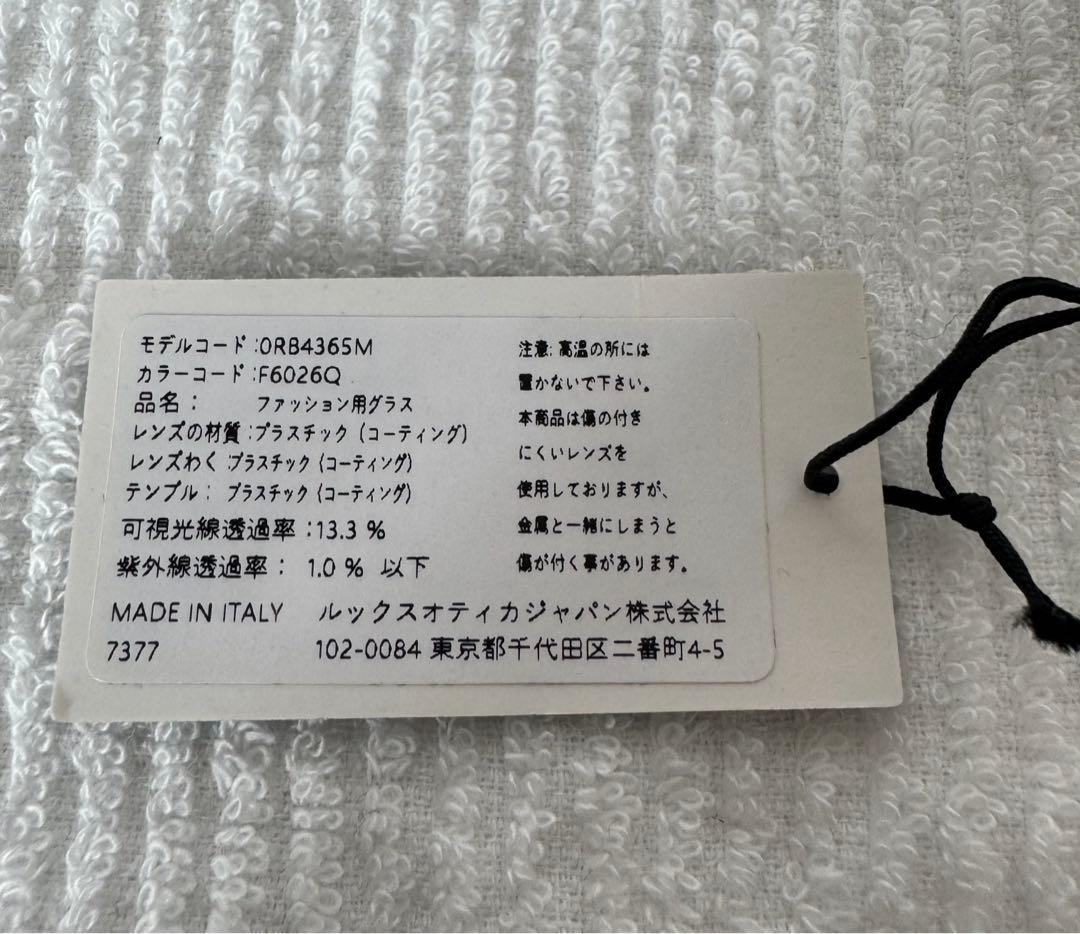 モデルコード:0RB4365M
カラーコード:F6026Q
品名: ファッション用グラス
レンズの材質:プラスチック(コーティング)
レンズわく:プラスチック(コーティング)
テンプル: プラスチック(コーティング)
可視光線透過率:13.3 %
紫外線透過率: 1.0 % 以下
注意: 高温の所には
置かないで下さい。
本商品は傷の付き
にくいレンズを
使用しておりますが、
金属と一緒にしまうと
傷が付く事があります。
MADE IN ITALY ルックスオティカジャパン株式会社
7377 102-0084 東京都千代田区二番町4-5